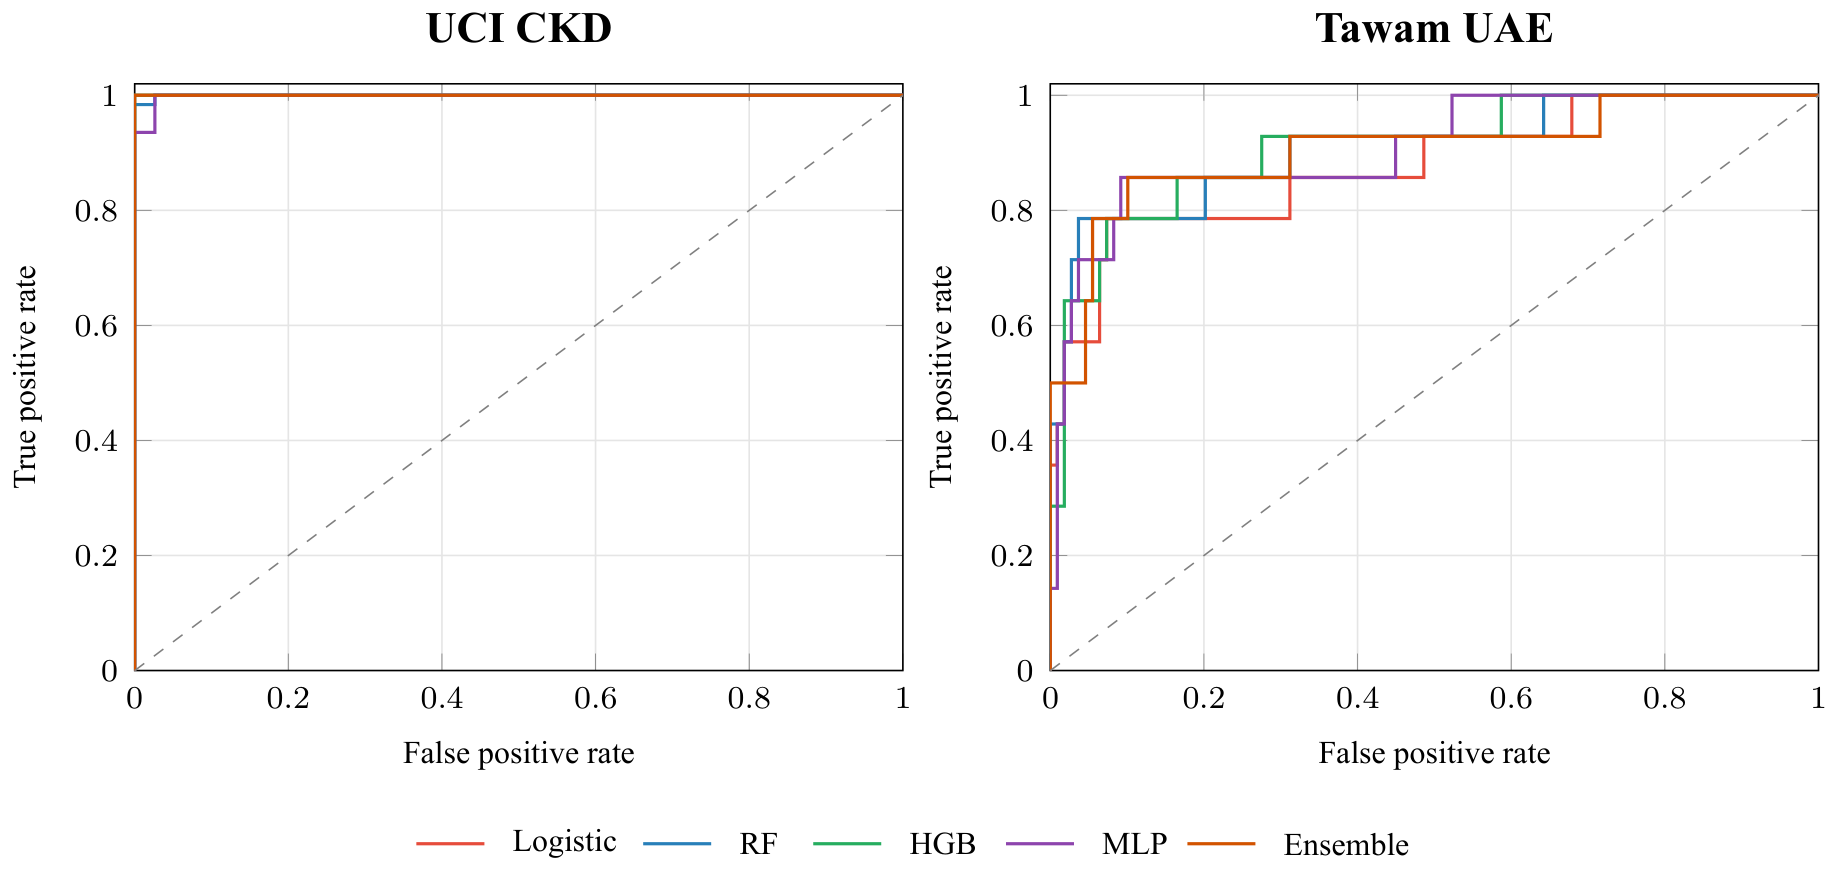 UCI CKD
Tawam UAE
True positive rate
1
0.8
0.6
0.4
0.2
0
0 0.2 0.4 0.6 0.8 1
False positive rate
True positive rate
1
0.8
0.6
0.4
0.2
0
0 0.2 0.4 0.6 0.8 1
False positive rate
Logistic RF HGB MLP Ensemble